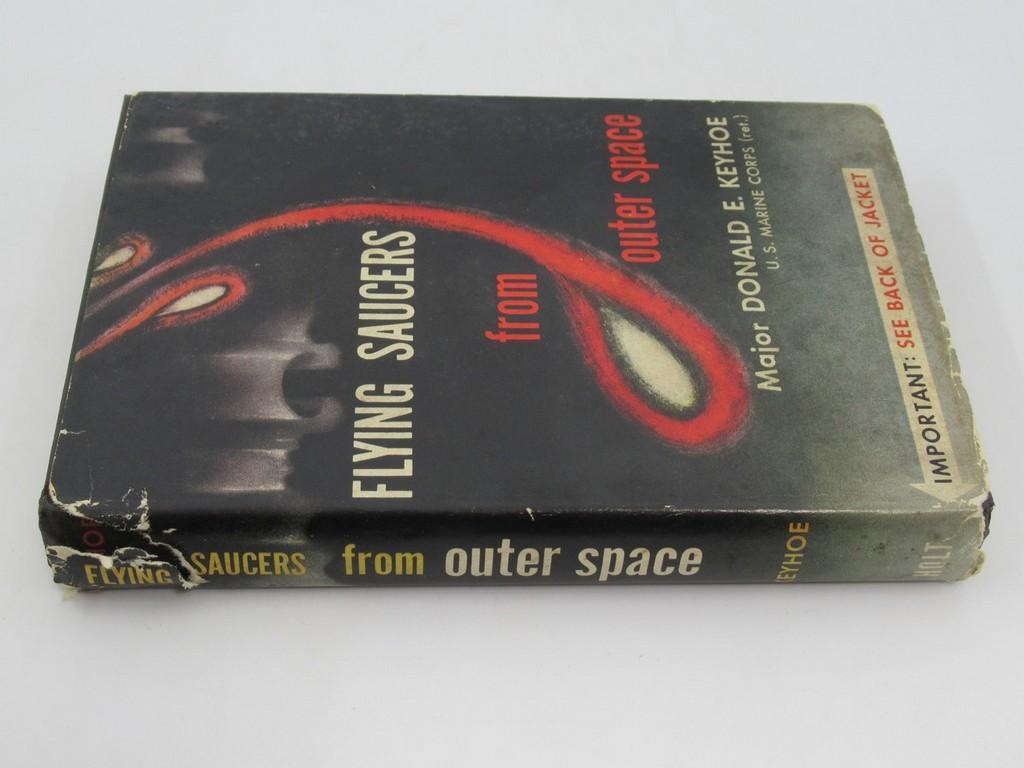 FLYING SAUCERS
from
outer space
Major DONALD E. KEYHOE
U.S. MARINE CORPS (ret.)
IMPORTANT: SEE BACK OF JACKET
FLYING SAUCERS from outer space
KEYHOE
HOLT